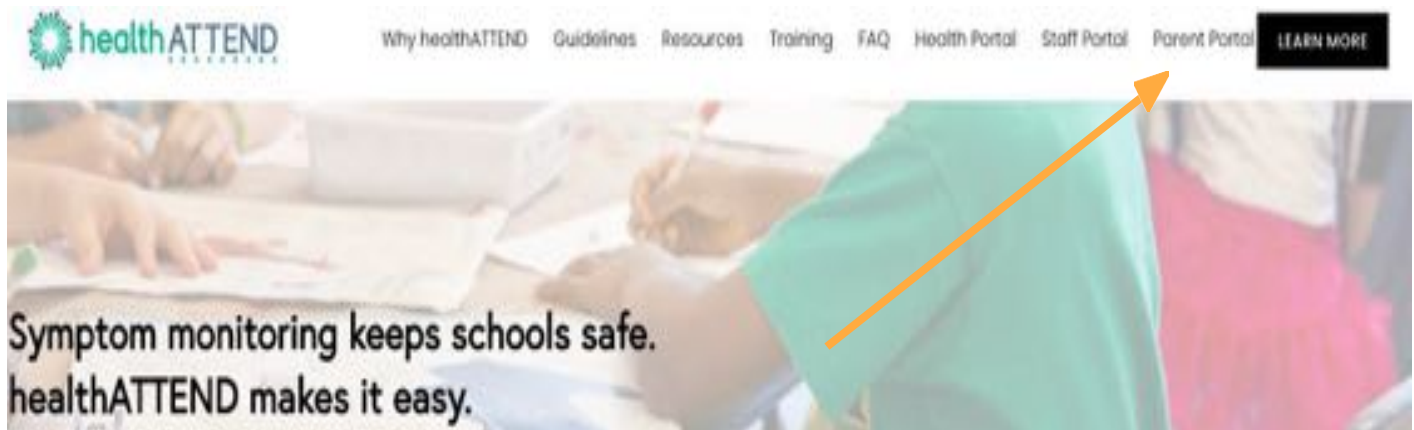 healthATTEND
Why healthATTEND Guidelines Resources Training FAQ Health Portal Staff Portal Parent Portal LEARN MORE
Symptom monitoring keeps schools safe.
healthATTEND makes it easy.